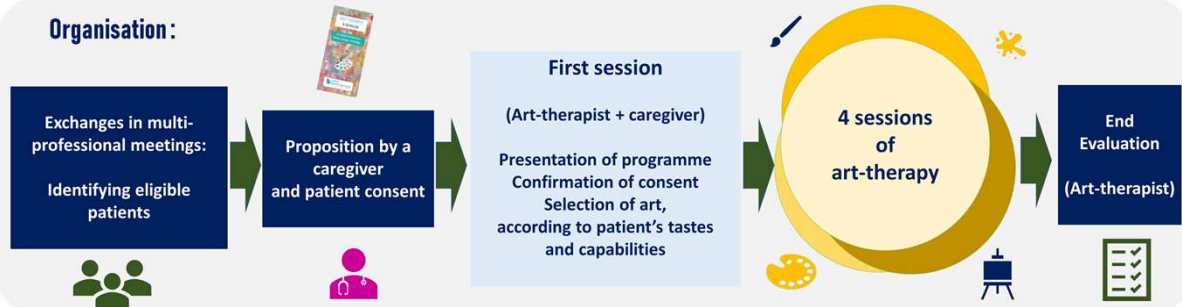 Organisation:
Exchanges in multi-
professional meetings:
Identifying eligible
patients
Proposition by a
caregiver
and patient consent
First session
(Art-therapist + caregiver)
Presentation of programme
Confirmation of consent
Selection of art,
according to patient's tastes
and capabilities
4 sessions
of
art-therapy
End
Evaluation
(Art-therapist)